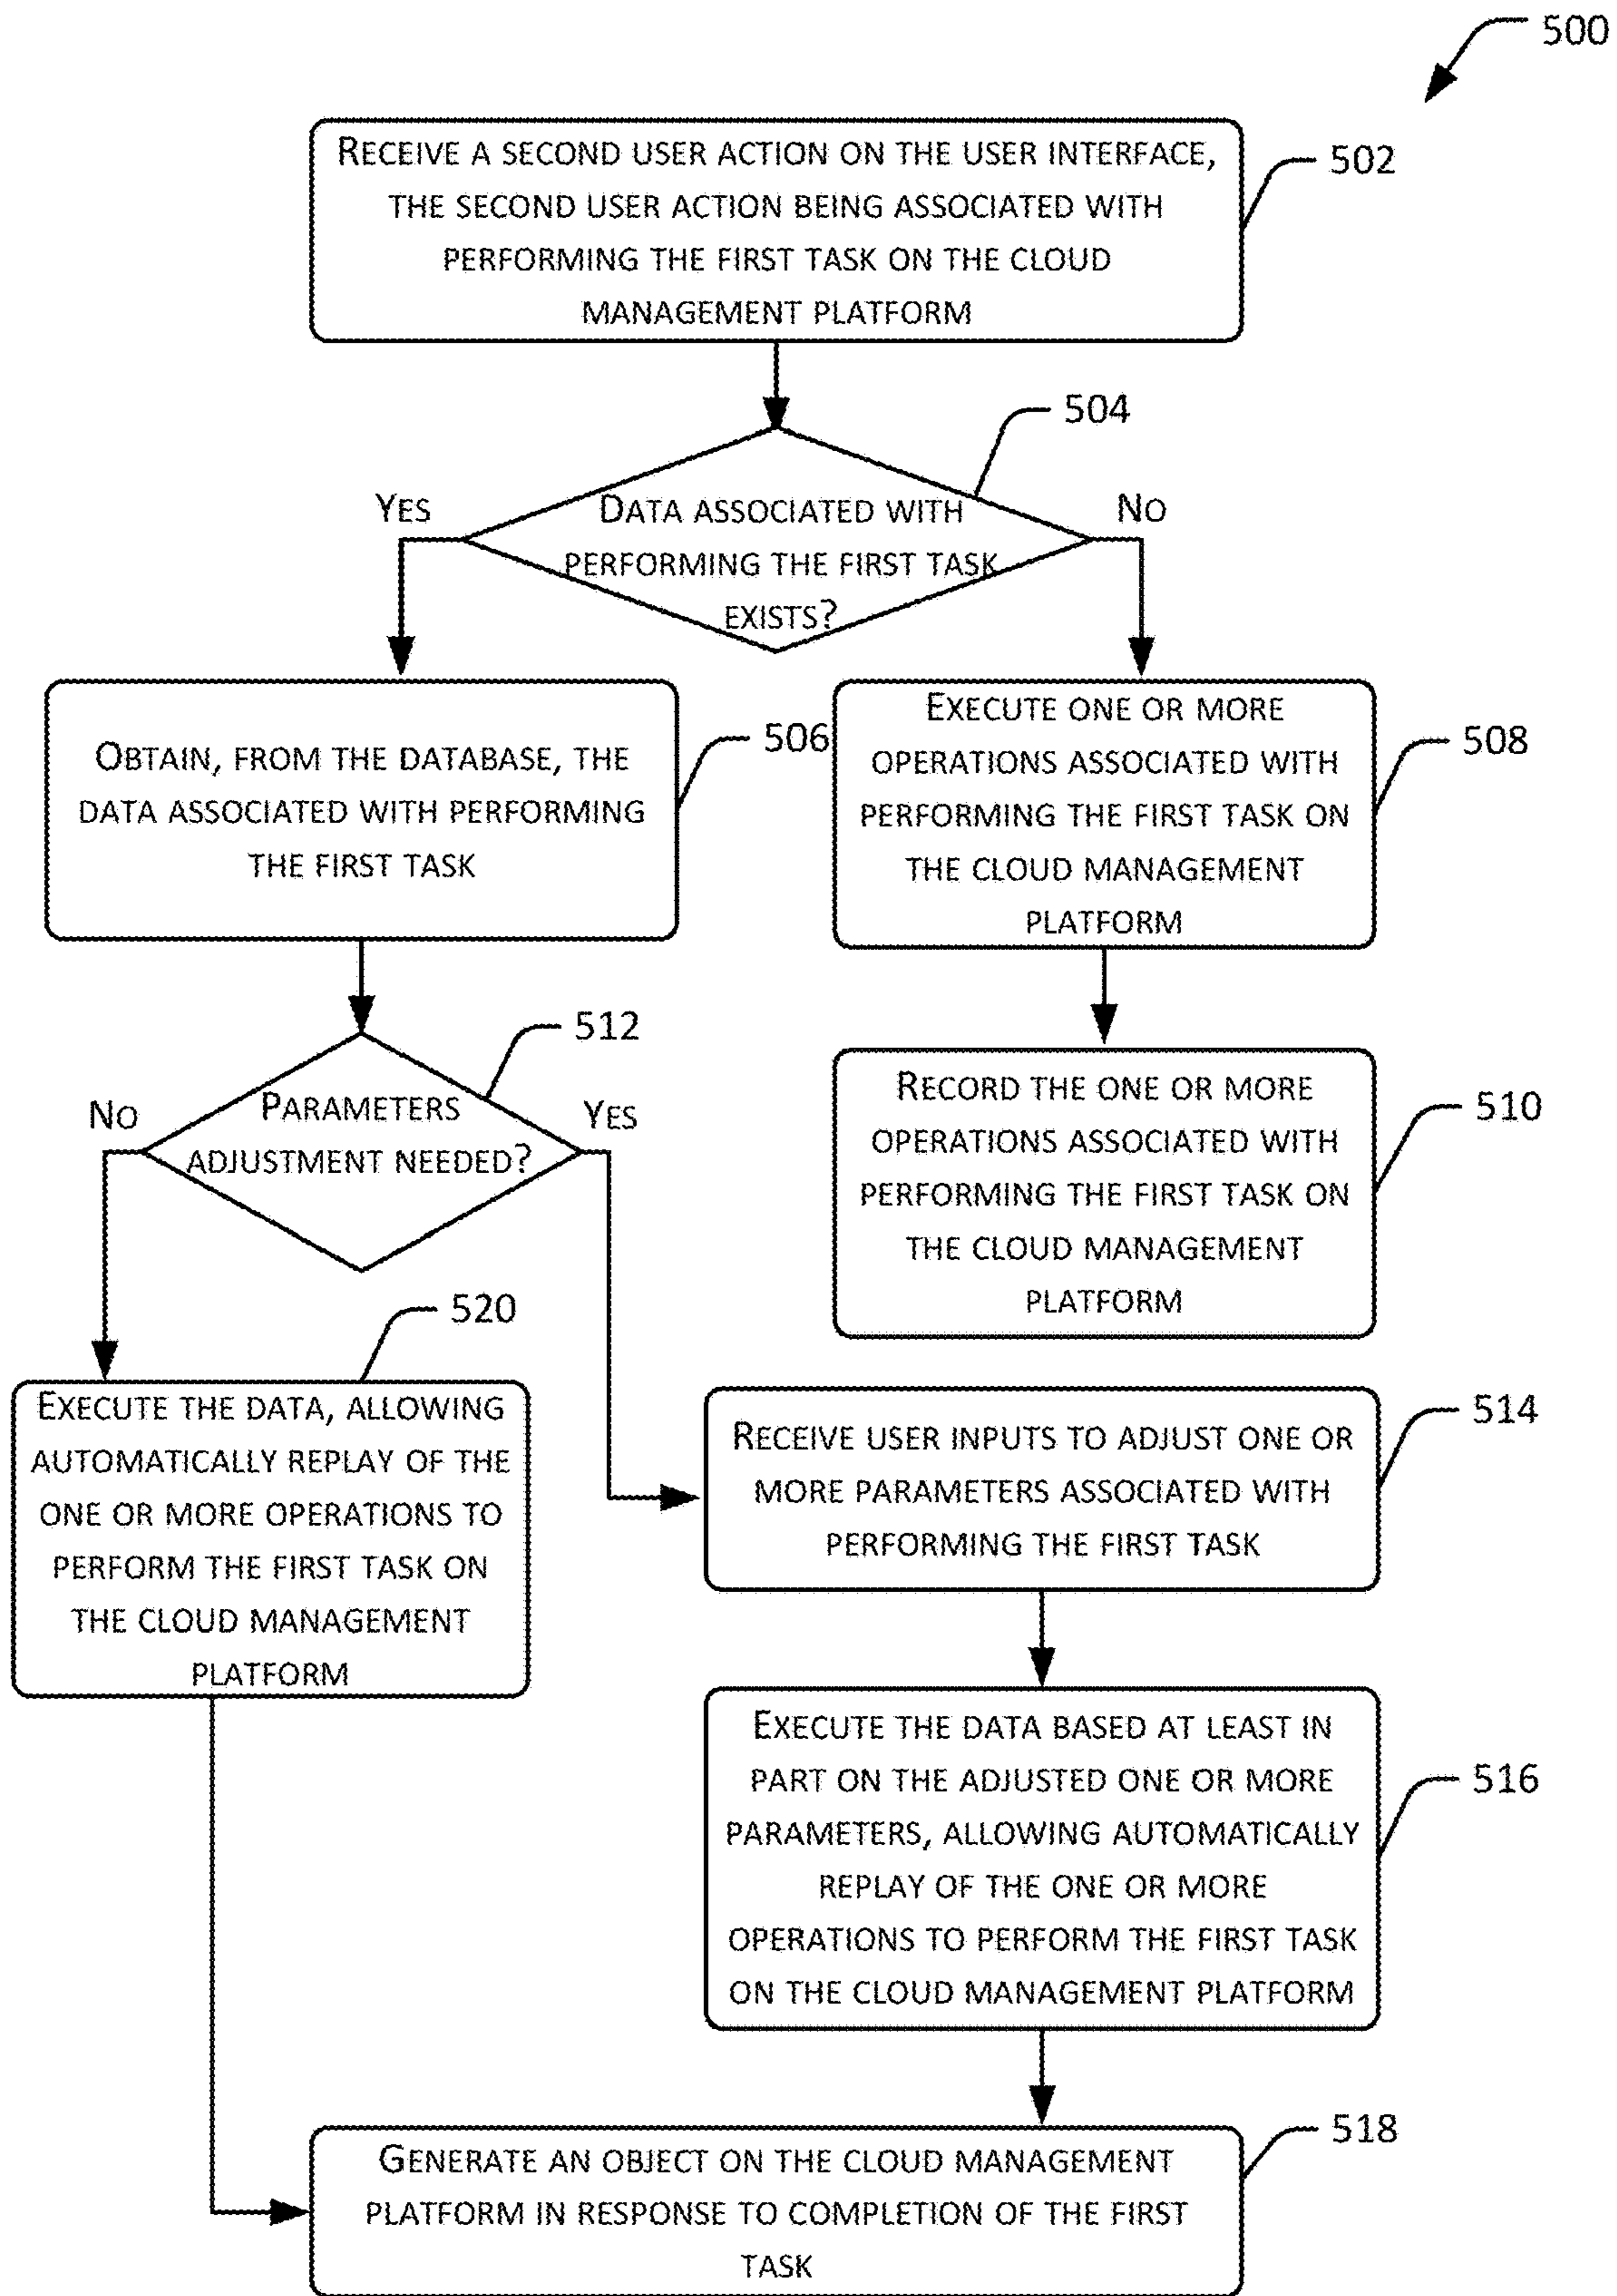 500
RECEIVE A SECOND USER ACTION ON THE USER INTERFACE,
THE SECOND USER ACTION BEING ASSOCIATED WITH
PERFORMING THE FIRST TASK ON THE CLOUD
MANAGEMENT PLATFORM
502
504
YES
DATA ASSOCIATED WITH
PERFORMING THE FIRST TASK
EXISTS?
NO
OBTAIN, FROM THE DATABASE, THE
DATA ASSOCIATED WITH PERFORMING
THE FIRST TASK
506
EXECUTE ONE OR MORE
OPERATIONS ASSOCIATED WITH
PERFORMING THE FIRST TASK ON
THE CLOUD MANAGEMENT
PLATFORM
508
512
NO
PARAMETERS
ADJUSTMENT NEEDED?
YES
RECORD THE ONE OR MORE
OPERATIONS ASSOCIATED WITH
PERFORMING THE FIRST TASK ON
THE CLOUD MANAGEMENT
PLATFORM
510
520
EXECUTE THE DATA, ALLOWING
AUTOMATICALLY REPLAY OF THE
ONE OR MORE OPERATIONS TO
PERFORM THE FIRST TASK ON
THE CLOUD MANAGEMENT
PLATFORM
RECEIVE USER INPUTS TO ADJUST ONE OR
MORE PARAMETERS ASSOCIATED WITH
PERFORMING THE FIRST TASK
514
EXECUTE THE DATA BASED AT LEAST IN
PART ON THE ADJUSTED ONE OR MORE
PARAMETERS, ALLOWING AUTOMATICALLY
REPLAY OF THE ONE OR MORE
OPERATIONS TO PERFORM THE FIRST TASK
ON THE CLOUD MANAGEMENT PLATFORM
516
GENERATE AN OBJECT ON THE CLOUD MANAGEMENT
PLATFORM IN RESPONSE TO COMPLETION OF THE FIRST
TASK
518